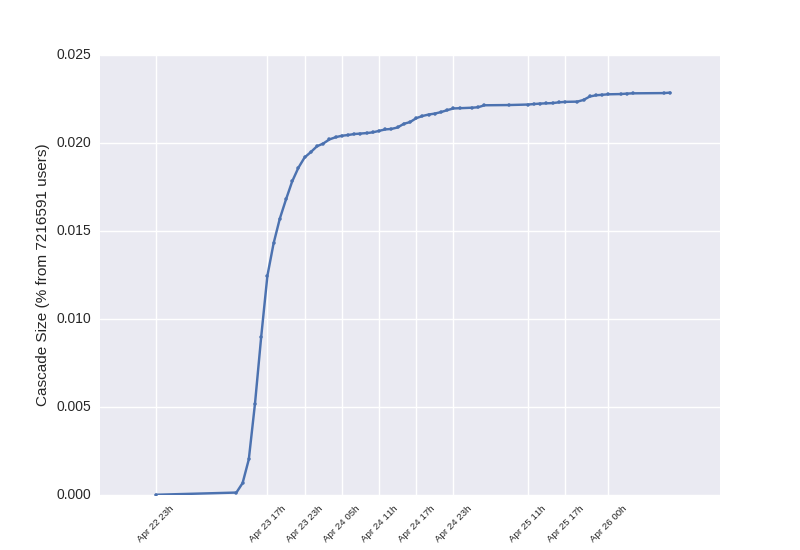 0.025
0.020
0.015
0.010
0.005
0.000
Cascade Size (% from 7216591 users)
Apr 22 23h
Apr 23 17h
Apr 23 23h
Apr 24 05h
Apr 24 11h
Apr 24 17h
Apr 24 23h
Apr 25 11h
Apr 25 17h
Apr 26 00h